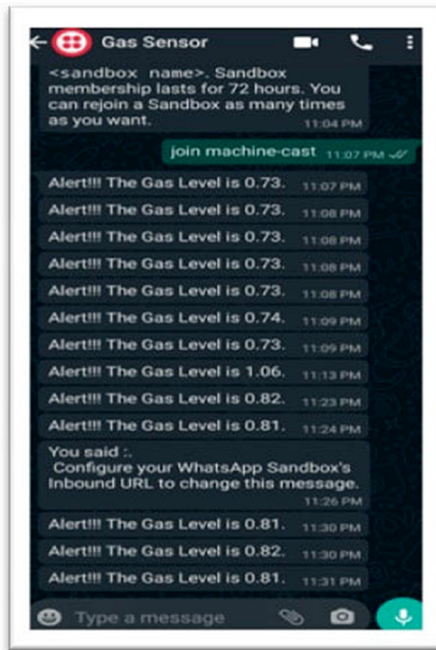 Gas Sensor
<sandbox name>. Sandbox
membership lasts for 72 hours. You
can rejoin a Sandbox as many times
as you want. 11:04 PM
join machine-cast 11:07 PM
Alert!!! The Gas Level is 0.73. 11:07 PM
Alert!!! The Gas Level is 0.73. 11:08 PM
Alert!!! The Gas Level is 0.73. 11:08 PM
Alert!!! The Gas Level is 0.73. 11:08 PM
Alert!!! The Gas Level is 0.73. 11:08 PM
Alert!!! The Gas Level is 0.74. 11:09 PM
Alert!!! The Gas Level is 0.73. 11:09 PM
Alert!!! The Gas Level is 1.06. 11:13 PM
Alert!!! The Gas Level is 0.82. 11:23 PM
Alert!!! The Gas Level is 0.81. 11:24 PM
You said :.
Configure your WhatsApp Sandbox's
Inbound URL to change this message.
11:26 PM
Alert!!! The Gas Level is 0.81. 11:30 PM
Alert!!! The Gas Level is 0.82. 11:30 PM
Alert!!! The Gas Level is 0.81. 11:31 PM
Type a message